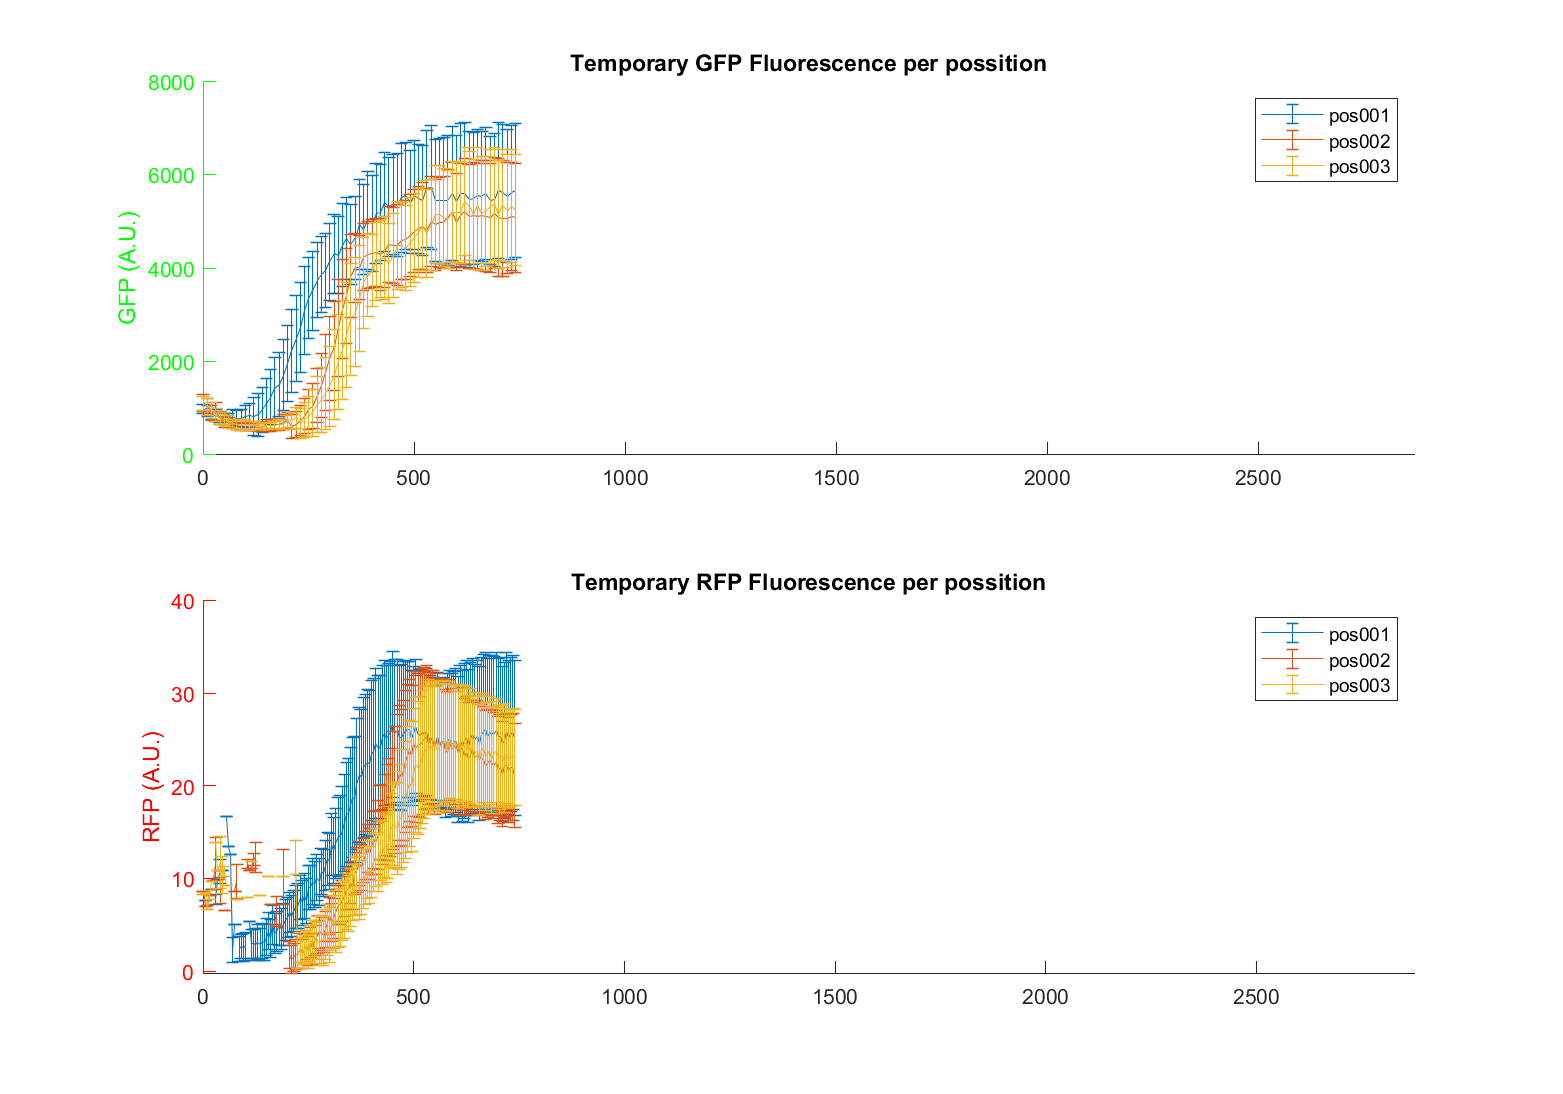 Temporary GFP Fluorescence per possition
8000
6000
4000
2000
0
GFP (A.U.)
0 500 1000 1500 2000 2500
pos001
pos002
pos003
Temporary RFP Fluorescence per possition
40
30
20
10
0
RFP (A.U.)
0 500 1000 1500 2000 2500
pos001
pos002
pos003